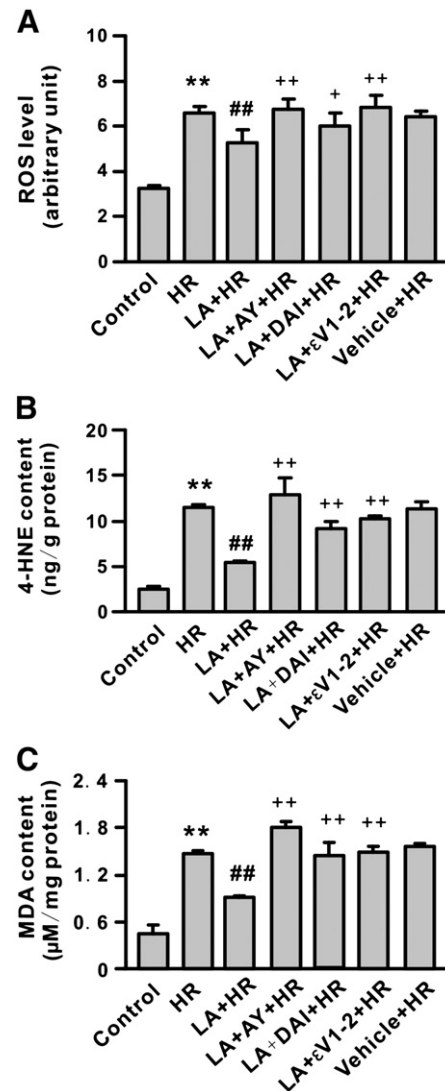 A
ROS level
(arbitrary unit)
10
8
6
4
2
0
**
##
++
+
++
Control
HR
LA+HR
LA+AY+HR
LA+DAI+HR
LA+εV1-2+HR
Vehicle+HR
B
4-HNE content
(ng/g protein)
20
15
10
5
0
**
##
++
++
++
Control
HR
LA+HR
LA+AY+HR
LA+DAI+HR
LA+εV1-2+HR
Vehicle+HR
C
MDA content
(μM/mg protein)
2.4
1.8
1.2
0.6
0
**
##
++
++
++
Control
HR
LA+HR
LA+AY+HR
LA+DAI+HR
LA+εV1-2+HR
Vehicle+HR